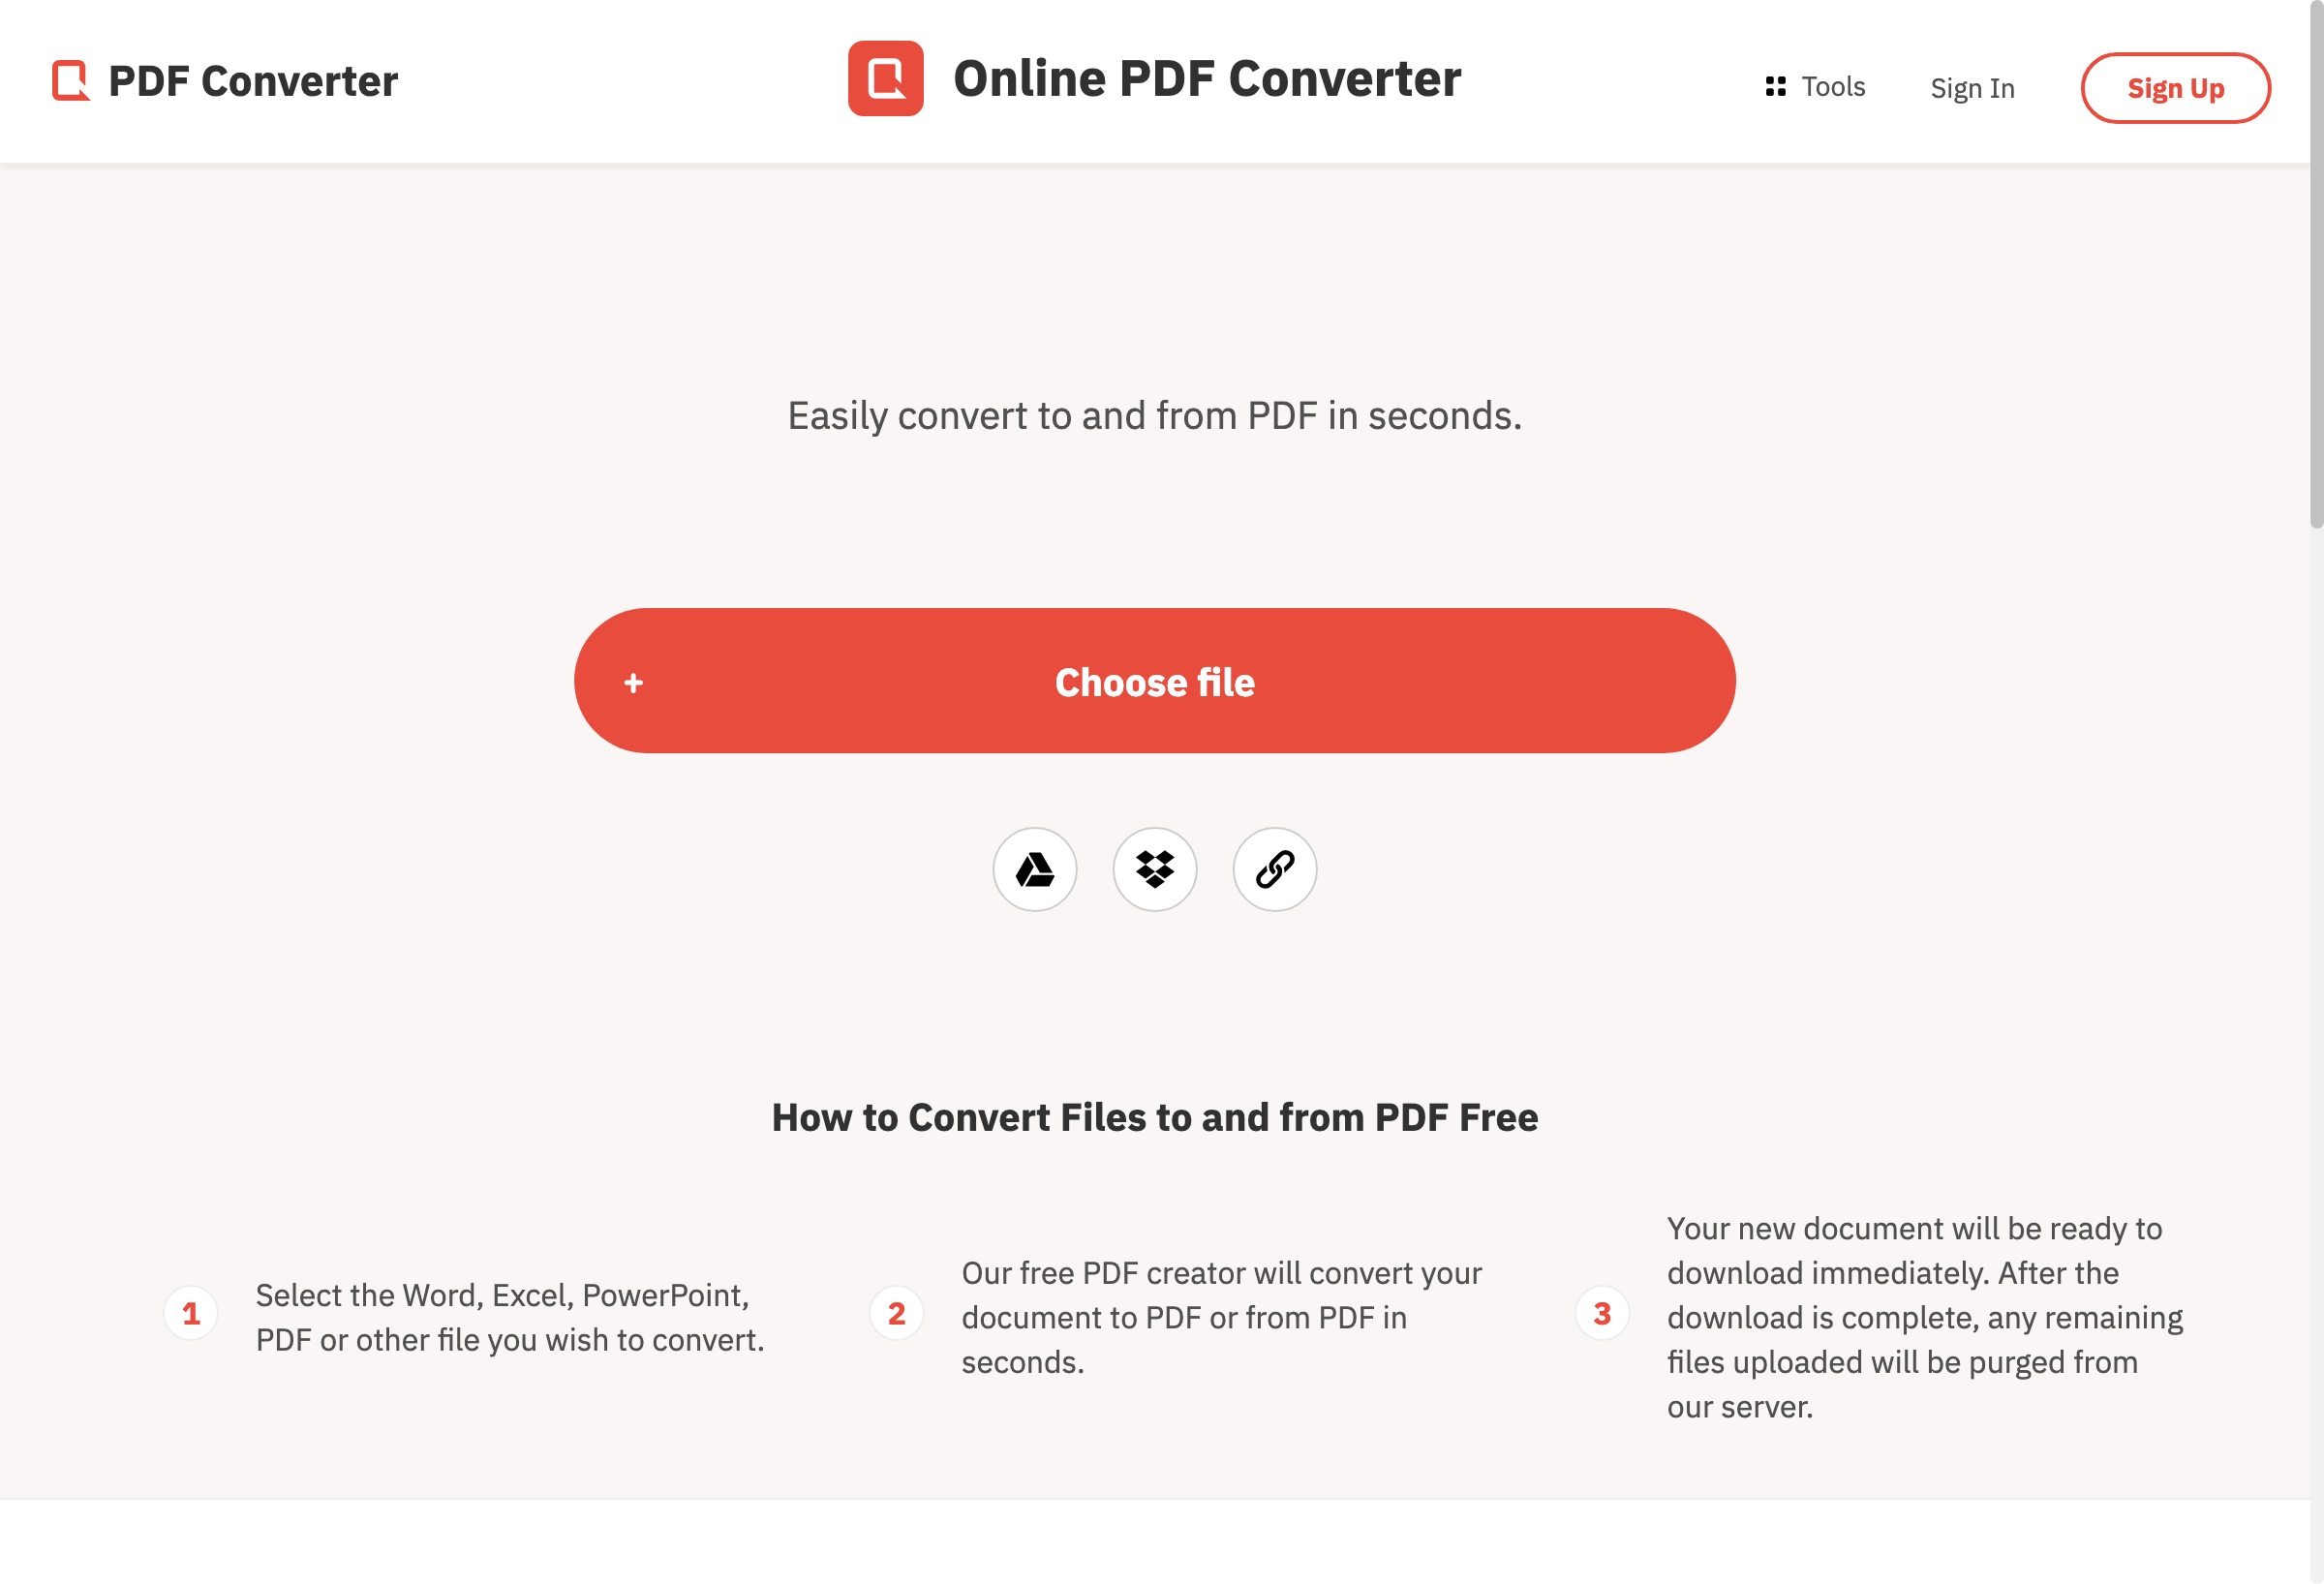 PDF Converter
Online PDF Converter
Tools
Sign In
Sign Up
Easily convert to and from PDF in seconds.
+
Choose file
How to Convert Files to and from PDF Free
1
Select the Word, Excel, PowerPoint,
PDF or other file you wish to convert.
2
Our free PDF creator will convert your
document to PDF or from PDF in
seconds.
3
Your new document will be ready to
download immediately. After the
download is complete, any remaining
files uploaded will be purged from
our server.